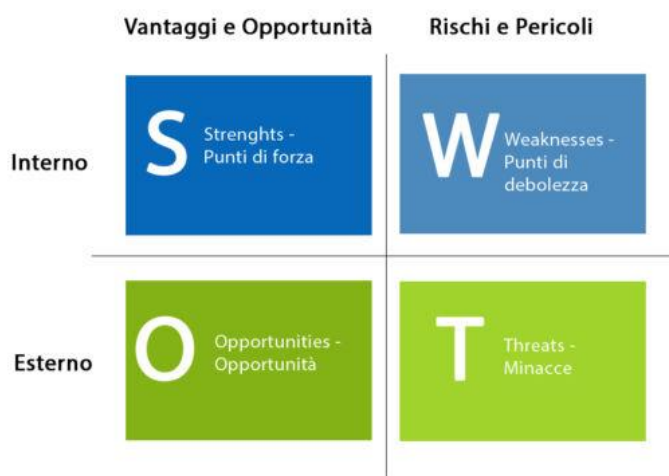 Vantaggi e Opportunità
Rischi e Pericoli
Interno
S
Strenghts -
Punti di forza
W
Weaknesses -
Punti di
debolezza
Esterno
O
Opportunities -
Opportunità
T
Threats -
Minacce